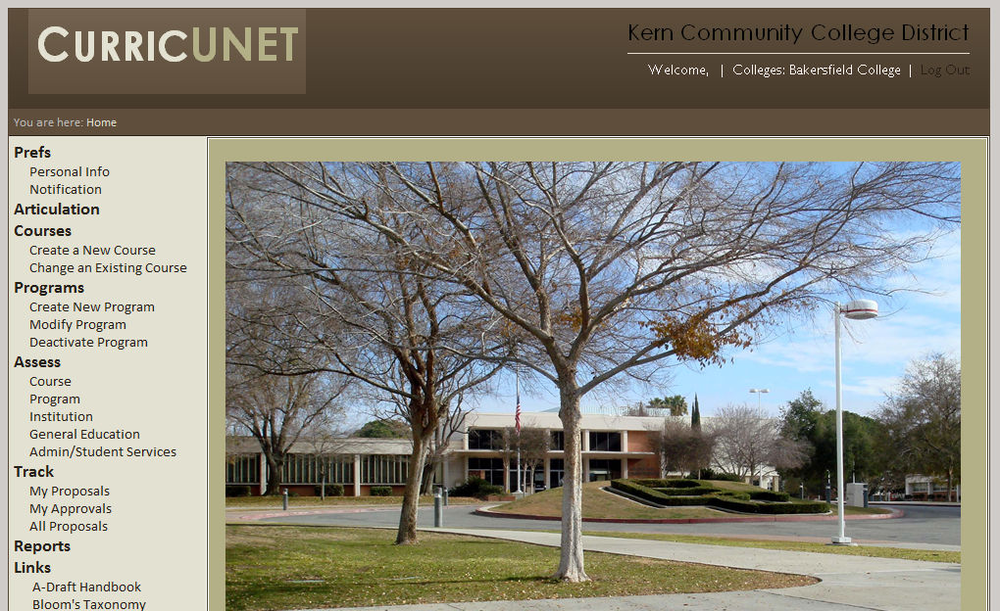 CURRICUNET
Kern Community College District
Welcome, | Colleges: Bakersfield College | Log Out
You are here: Home
Prefs
Personal Info
Notification
Articulation
Courses
Create a New Course
Change an Existing Course
Programs
Create New Program
Modify Program
Deactivate Program
Assess
Course
Program
Institution
General Education
Admin/Student Services
Track
My Proposals
My Approvals
All Proposals
Reports
Links
A-Draft Handbook
Bloom's Taxonomy